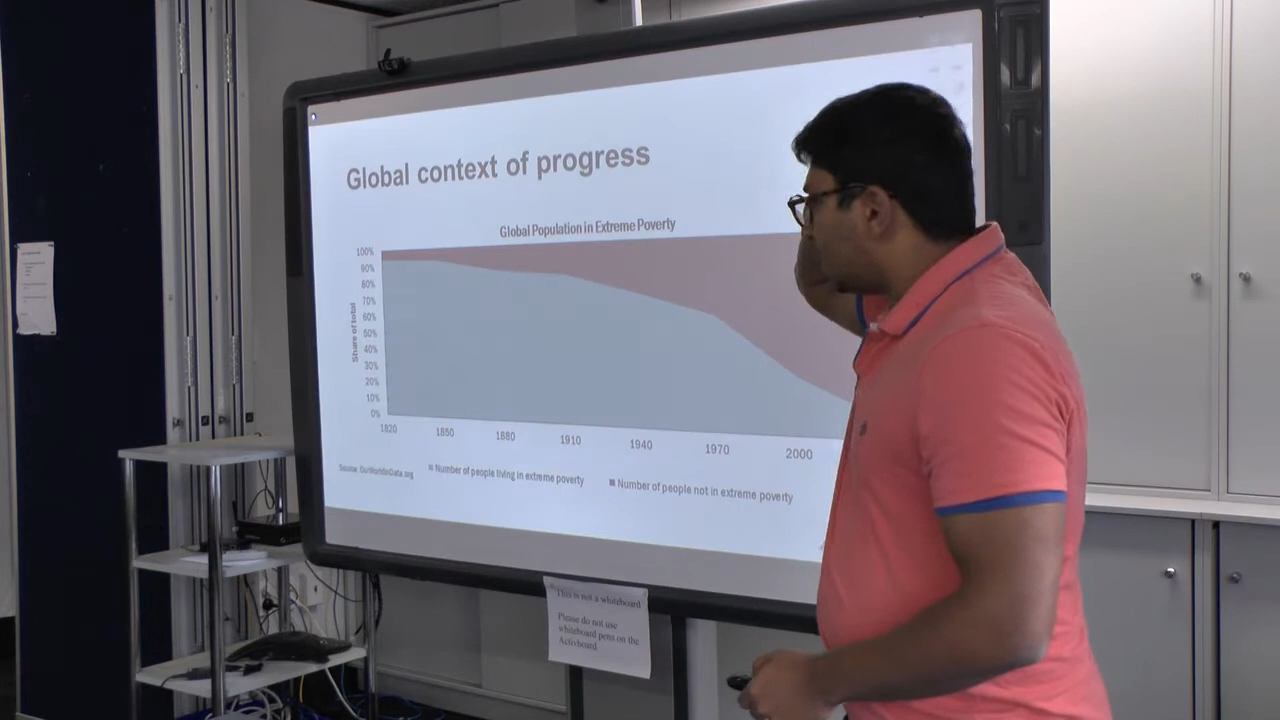 Global context of progress
Global Population in Extreme Poverty
100%
90%
80%
70%
60%
50%
40%
30%
20%
10%
0%
Share of total
1820 1850 1880 1910 1940 1970 2000
Source: OurWorldinData.org
Number of people living in extreme poverty
Number of people not in extreme poverty
This is not a whiteboard
Please do not use
whiteboard pens on the
Activboard